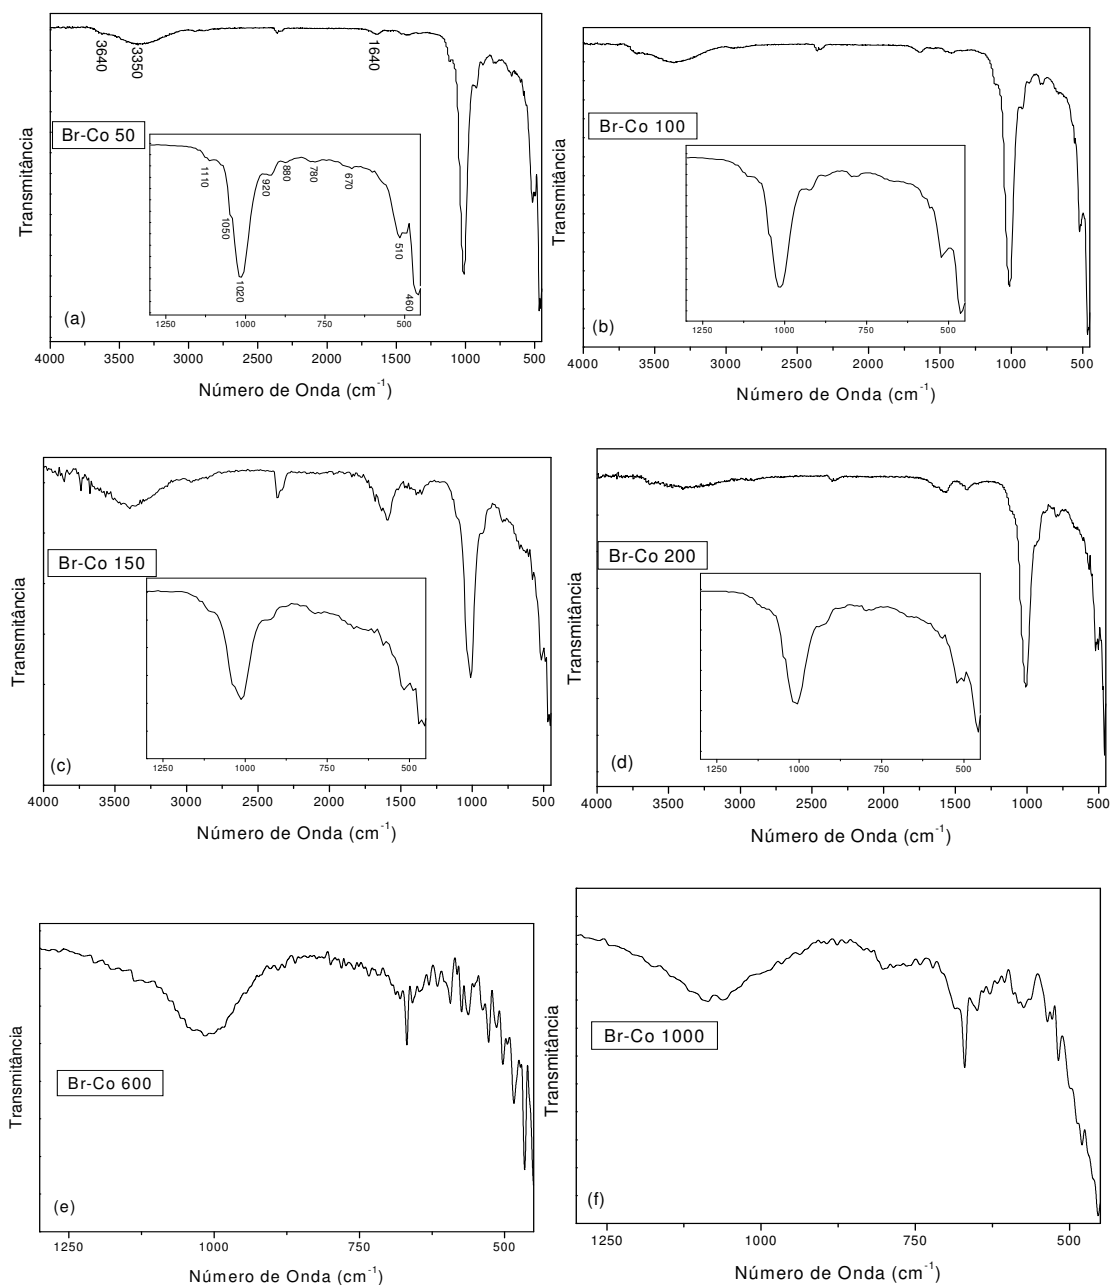 3640
3350
1640
Transmitância
Br-Co 50
1110
1050
1020
920
880
780
670
510
460
1250 1000 750 500
(a)
4000 3500 3000 2500 2000 1500 1000 500
Número de Onda (cm-1)
Transmitância
Br-Co 100
1250 1000 750 500
(b)
4000 3500 3000 2500 2000 1500 1000 500
Número de Onda (cm-1)
Transmitância
Br-Co 150
1250 1000 750 500
(c)
4000 3500 3000 2500 2000 1500 1000 500
Número de Onda (cm-1)
Transmitância
Br-Co 200
1250 1000 750 500
(d)
4000 3500 3000 2500 2000 1500 1000 500
Número de Onda (cm-1)
Transmitância
Br-Co 600
(e)
1250 1000 750 500
Número de Onda (cm-1)
Transmitância
Br-Co 1000
(f)
1250 1000 750 500
Número de Onda (cm-1)